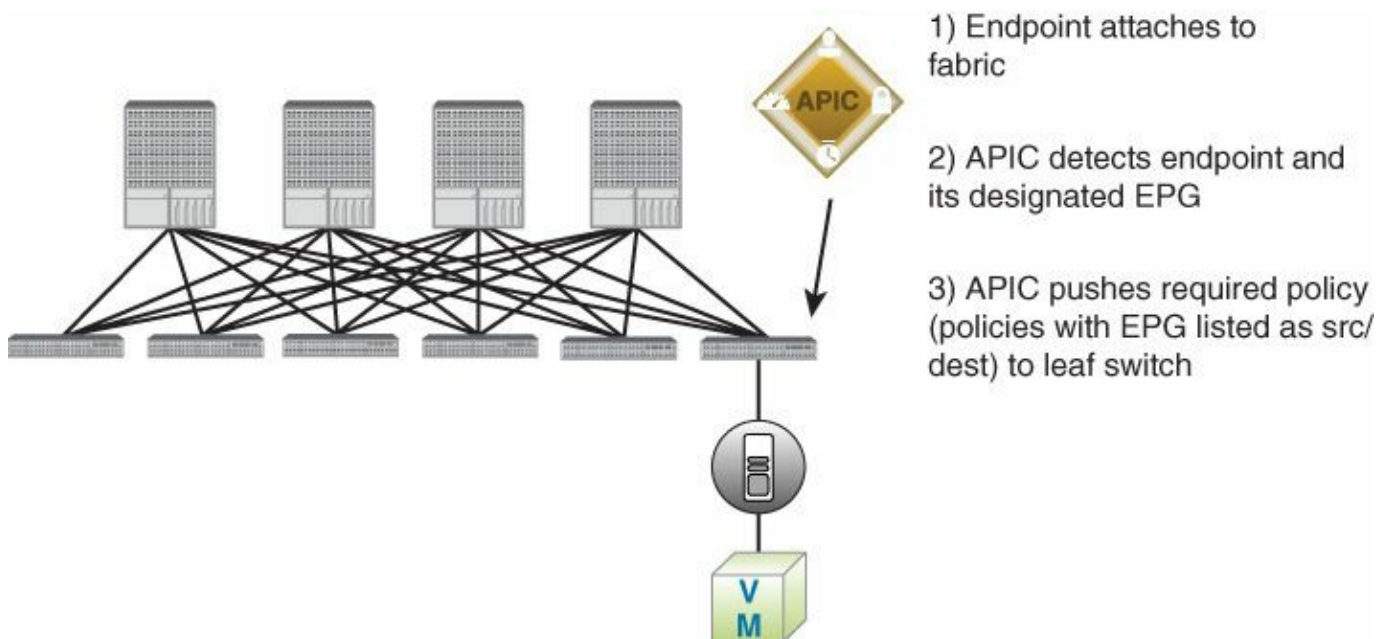 APIC
1) Endpoint attaches to
fabric
2) APIC detects endpoint and
its designated EPG
3) APIC pushes required policy
(policies with EPG listed as src/
dest) to leaf switch
V
M